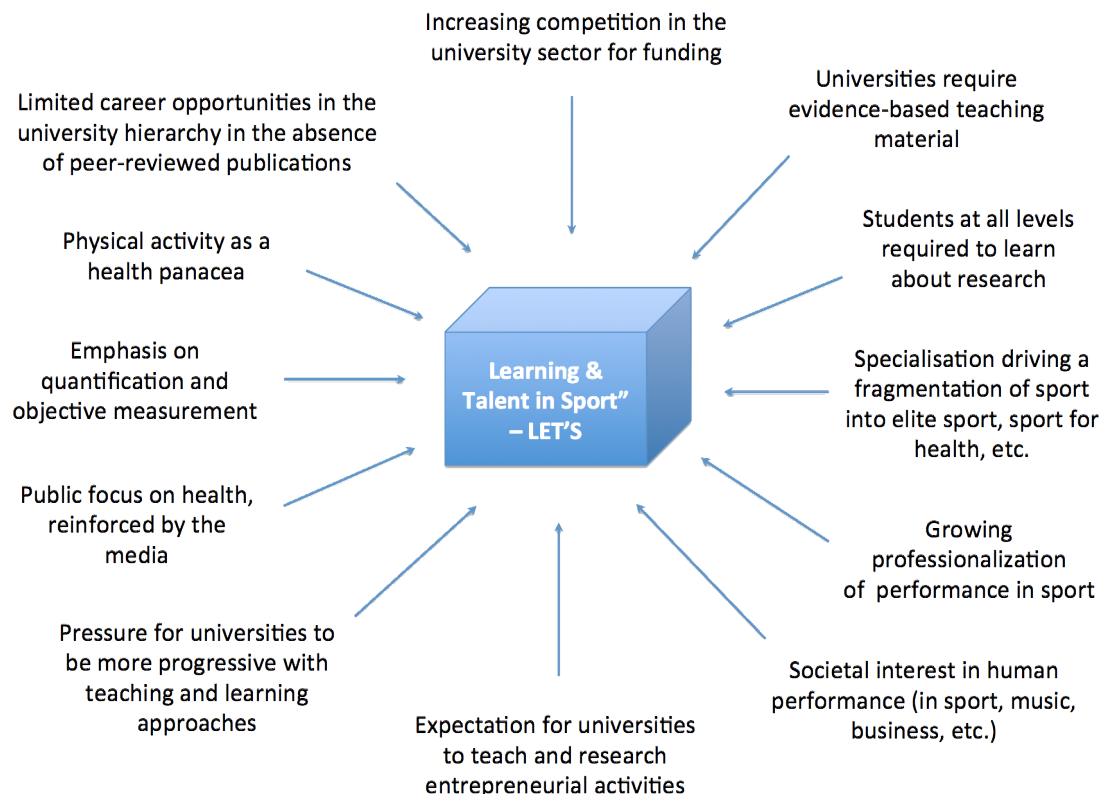 Increasing competition in the
university sector for funding
Universities require
evidence-based teaching
material
Limited career opportunities in the
university hierarchy in the absence
of peer-reviewed publications
Students at all levels
required to learn
about research
Physical activity as a
health panacea
Emphasis on
quantification and
objective measurement
Learning &
Talent in Sport”
– LET’S
Specialisation driving a
fragmentation of sport
into elite sport, sport for
health, etc.
Public focus on health,
reinforced by the
media
Growing
professionalization
of performance in sport
Pressure for universities to
be more progressive with
teaching and learning
approaches
Societal interest in human
performance (in sport, music,
business, etc.)
Expectation for universities
to teach and research
entrepreneurial activities